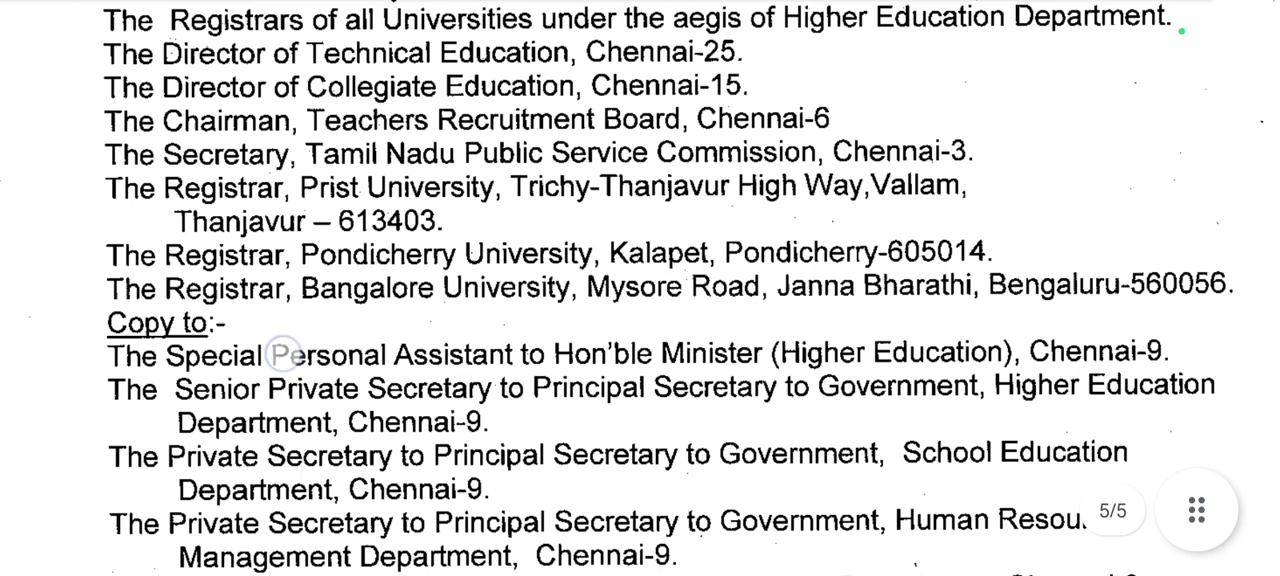 The Registrars of all Universities under the aegis of Higher Education Department.
The Director of Technical Education, Chennai-25.
The Director of Collegiate Education, Chennai-15.
The Chairman, Teachers Recruitment Board, Chennai-6
The Secretary, Tamil Nadu Public Service Commission, Chennai-3.
The Registrar, Prist University, Trichy-Thanjavur High Way,Vallam,
Thanjavur – 613403.
The Registrar, Pondicherry University, Kalapet, Pondicherry-605014.
The Registrar, Bangalore University, Mysore Road, Janna Bharathi, Bengaluru-560056.
Copy to:-
The Special Personal Assistant to Hon'ble Minister (Higher Education), Chennai-9.
The Senior Private Secretary to Principal Secretary to Government, Higher Education
Department, Chennai-9.
The Private Secretary to Principal Secretary to Government, School Education
Department, Chennai-9.
The Private Secretary to Principal Secretary to Government, Human Resou
Management Department, Chennai-9.
5/5